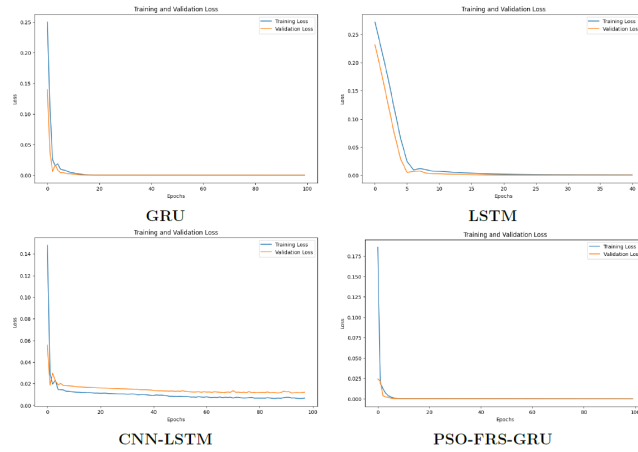 Training and Validation Loss
Training Loss
Validation Loss
Loss
0.25
0.20
0.15
0.10
0.05
0.00
0 20 40 60 80 100
Epochs
GRU
Training and Validation Loss
Training Loss
Validation Loss
Loss
0.25
0.20
0.15
0.10
0.05
0.00
0 5 10 15 20 25 30 35 40
Epochs
LSTM
Training and Validation Loss
Training Loss
Validation Loss
Loss
0.14
0.12
0.10
0.08
0.06
0.04
0.02
0.00
0 20 40 60 80 100
Epochs
CNN-LSTM
Training and Validation Loss
Training Loss
Validation Loss
Loss
0.175
0.150
0.125
0.100
0.075
0.050
0.025
0.000
0 20 40 60 80 100
Epochs
PSO-FRS-GRU